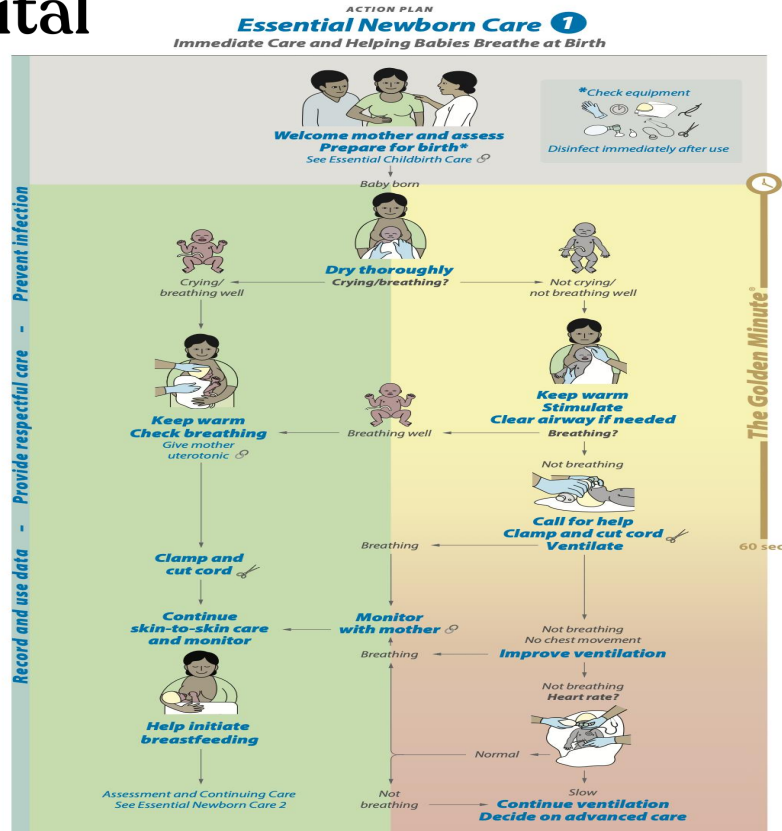 ital
ACTION PLAN
Essential Newborn Care 1
Immediate Care and Helping Babies Breathe at Birth
Welcome mother and assess
Prepare for birth*
See Essential Childbirth Care
*Check equipment
Disinfect immediately after use
Baby born
Dry thoroughly
Crying/breathing?
Crying/
breathing well
Not crying/
not breathing well
Keep warm
Check breathing
Give mother
uterotonic
Breathing well
Keep warm
Stimulate
Clear airway if needed
Breathing?
Not breathing
Call for help
Clamp and cut cord
Ventilate
Breathing
Clamp and
cut cord
Continue
skin-to-skin care
and monitor
Monitor
with mother
Not breathing
No chest movement
Improve ventilation
Breathing
Not breathing
Heart rate?
Help initiate
breastfeeding
Normal
Slow
Assessment and Continuing Care
See Essential Newborn Care 2
Not
breathing
Continue ventilation
Decide on advanced care
Record and use data - Provide respectful care - Prevent infection
The Golden Minute®
60 sec